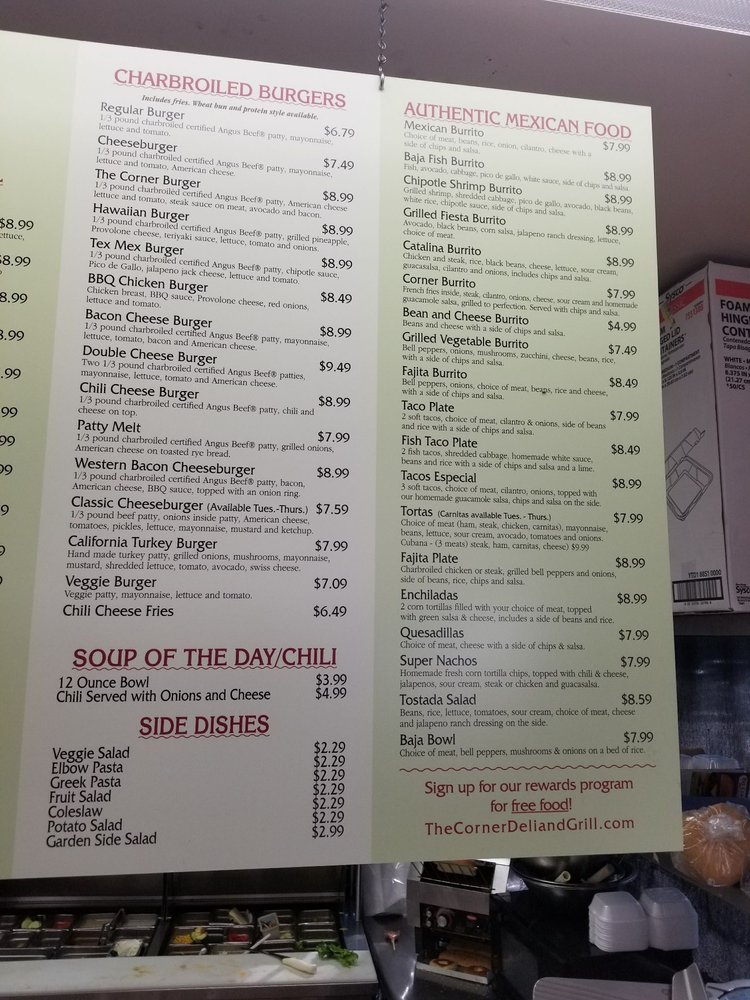 $8.99
ettuce,
$8.99
8.99
8.99
.99
99
99
99
9
CHARBROILED BURGERS
Includes fries. Wheat bun and protein style available.
Regular Burger $6.79
1/3 pound charbroiled certified Angus Beef® patty, mayonnaise,
lettuce and tomato.
Cheeseburger $7.49
1/3 pound charbroiled certified Angus Beef® patty, mayonnaise,
lettuce and tomato, American cheese.
The Corner Burger $8.99
1/3 pound charbroiled certified Angus Beef® patty, American cheese
lettuce and tomato, steak sauce on meat, avocado and bacon.
Hawaiian Burger $8.99
1/3 pound charbroiled certified Angus Beef® patty, grilled pineapple,
Provolone cheese, teriyaki sauce, lettuce, tomato and onions.
Tex Mex Burger $8.99
1/3 pound charbroiled certified Angus Beef® patty, chipotle sauce,
Pico de Gallo, jalapeno jack cheese, lettuce and tomato.
BBQ Chicken Burger $8.49
Chicken breast, BBQ sauce, Provolone cheese, red onions,
lettuce and tomato.
Bacon Cheese Burger $8.99
1/3 pound charbroiled certified Angus Beef® patty, mayonnaise,
lettuce, tomato, bacon and American cheese.
Double Cheese Burger $9.49
Two 1/3 pound charbroiled certified Angus Beef® patties,
mayonnaise, lettuce, tomato and American cheese.
Chili Cheese Burger $8.99
1/3 pound charbroiled certified Angus Beef® patty, chili and
cheese on top.
Patty Melt $7.99
1/3 pound charbroiled certified Angus Beef® patty, grilled onions,
American cheese on toasted rye bread.
Western Bacon Cheeseburger $8.99
1/3 pound charbroiled certified Angus Beef® patty, bacon,
American cheese, BBQ sauce, topped with an onion ring.
Classic Cheeseburger (Available Tues.-Thurs.) $7.59
1/3 pound beef patty, onions inside patty, American cheese,
tomatoes, pickles, lettuce, mayonnaise, mustard and ketchup.
California Turkey Burger $7.99
Hand made turkey patty, grilled onions, mushrooms, mayonnaise,
mustard, shredded lettuce, tomato, avocado, swiss cheese.
Veggie Burger $7.09
Veggie patty, mayonnaise, lettuce and tomato.
Chili Cheese Fries $6.49
SOUP OF THE DAY/CHILI
12 Ounce Bowl $3.99
Chili Served with Onions and Cheese $4.99
SIDE DISHES
Veggie Salad $2.29
Elbow Pasta $2.29
Greek Pasta $2.29
Fruit Salad $2.29
Coleslaw $2.29
Potato Salad $2.29
Garden Side Salad $2.99
AUTHENTIC MEXICAN FOOD
Mexican Burrito $7.99
Choice of meat, beans, rice, onion, cilantro, cheese with a
side of chips and salsa.
Baja Fish Burrito $8.99
Fish, avocado, cabbage, pico de gallo, white sauce, side of chips and salsa.
Chipotle Shrimp Burrito $8.99
Grilled shrimp, shredded cabbage, pico de gallo, avocado, black beans,
white rice, chipotle sauce, side of chips and salsa.
Grilled Fiesta Burrito $8.99
Avocado, black beans, corn salsa, jalapeno ranch dressing, lettuce,
choice of meat.
Catalina Burrito $8.99
Chicken and steak, rice, black beans, cheese, lettuce, sour cream,
guacasalsa, cilantro and onions, includes chips and salsa.
Corner Burrito $7.99
French fries inside, steak, cilantro, onions, cheese, sour cream and homemade
guacamole salsa, grilled to perfection. Served with chips and salsa.
Bean and Cheese Burrito $4.99
Beans and cheese with a side of chips and salsa.
Grilled Vegetable Burrito $7.49
Bell peppers, onions, mushrooms, zucchini, cheese, beans, rice,
with a side of chips and salsa.
Fajita Burrito $8.49
Bell peppers, onions, choice of meat, beans, rice and cheese,
with a side of chips and salsa.
Taco Plate $7.99
2 soft tacos, choice of meat, cilantro & onions, side of beans
and rice with a side of chips and salsa.
Fish Taco Plate $8.49
2 fish tacos, shredded cabbage, homemade white sauce,
beans and rice with a side of chips and salsa and a lime.
Tacos Especial $8.99
3 soft tacos, choice of meat, cilantro, onions, topped with
our homemade guacamole salsa, chips and salsa on the side.
Tortas (Carnitas available Tues. - Thurs.) $7.99
Choice of meat (ham, steak, chicken, carnitas), mayonnaise,
beans, lettuce, sour cream, avocado, tomatoes and onions.
Cubana - (3 meats) steak, ham, carnitas, cheese) $9.99
Fajita Plate $8.99
Charbroiled chicken or steak, grilled bell peppers and onions,
side of beans, rice, chips and salsa.
Enchiladas $8.99
2 corn tortillas filled with your choice of meat, topped
with green salsa & cheese, includes a side of beans and rice.
Quesadillas $7.99
Choice of meat, cheese with a side of chips & salsa.
Super Nachos $7.99
Homemade fresh corn tortilla chips, topped with chili & cheese,
jalapenos, sour cream, steak or chicken and guacasalsa.
Tostada Salad $8.59
Beans, rice, lettuce, tomatoes, sour cream, choice of meat, cheese
and jalapeno ranch dressing on the side.
Baja Bowl $7.99
Choice of meat, bell peppers, mushrooms & onions on a bed of rice.
Sign up for our rewards program
for free food!
TheCornerDeliandGrill.com
Sysco
FOAM
HING
CONT